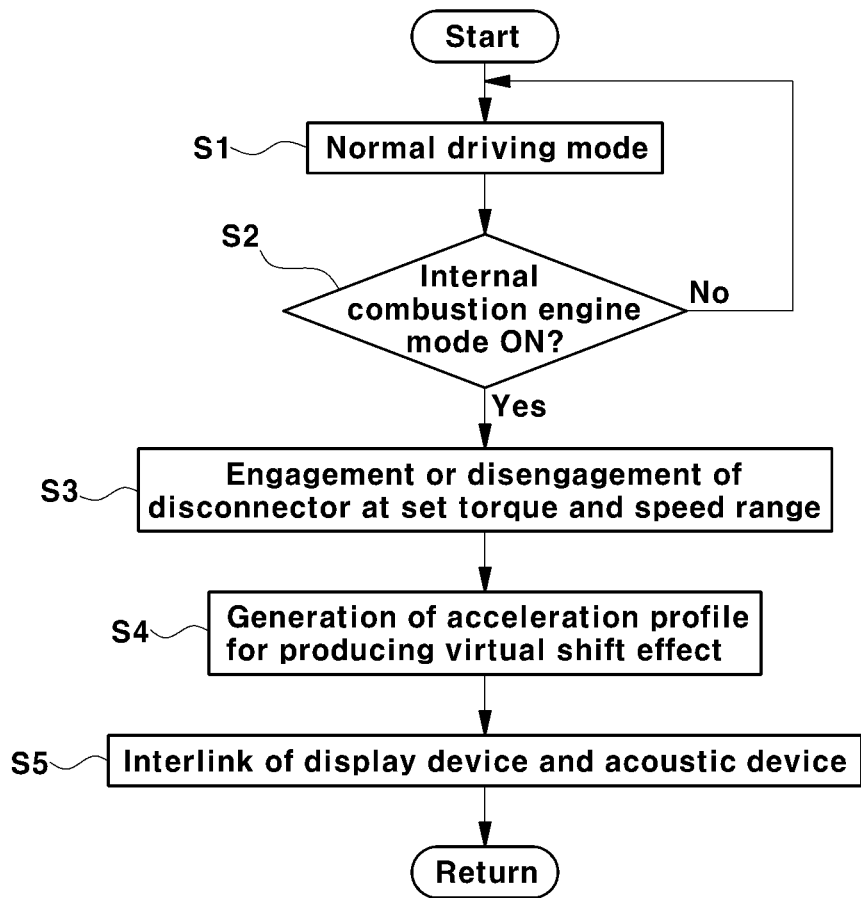 Start
S1
Normal driving mode
S2
Internal
combustion engine
mode ON?
No
Yes
S3
Engagement or disengagement of
disconnector at set torque and speed range
S4
Generation of acceleration profile
for producing virtual shift effect
S5
Interlink of display device and acoustic device
Return